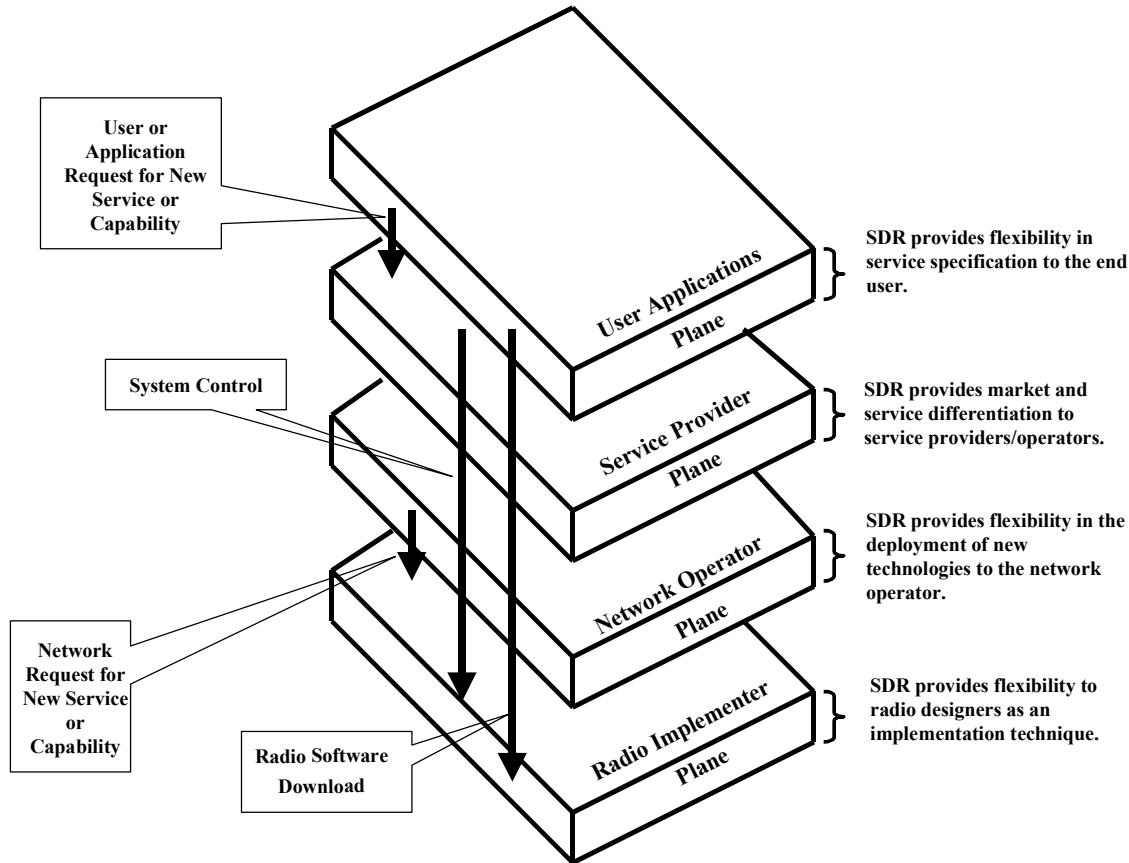 User or
Application
Request for New
Service or
Capability
SDR provides flexibility in
service specification to the end
user.
User Applications
Plane
System Control
SDR provides market and
service differentiation to
service providers/operators.
Service Provider
Plane
SDR provides flexibility in the
deployment of new
technologies to the network
operator.
Network Operator
Plane
Network
Request for
New Service
or
Capability
SDR provides flexibility to
radio designers as an
implementation technique.
Radio Implementer
Plane
Radio Software
Download